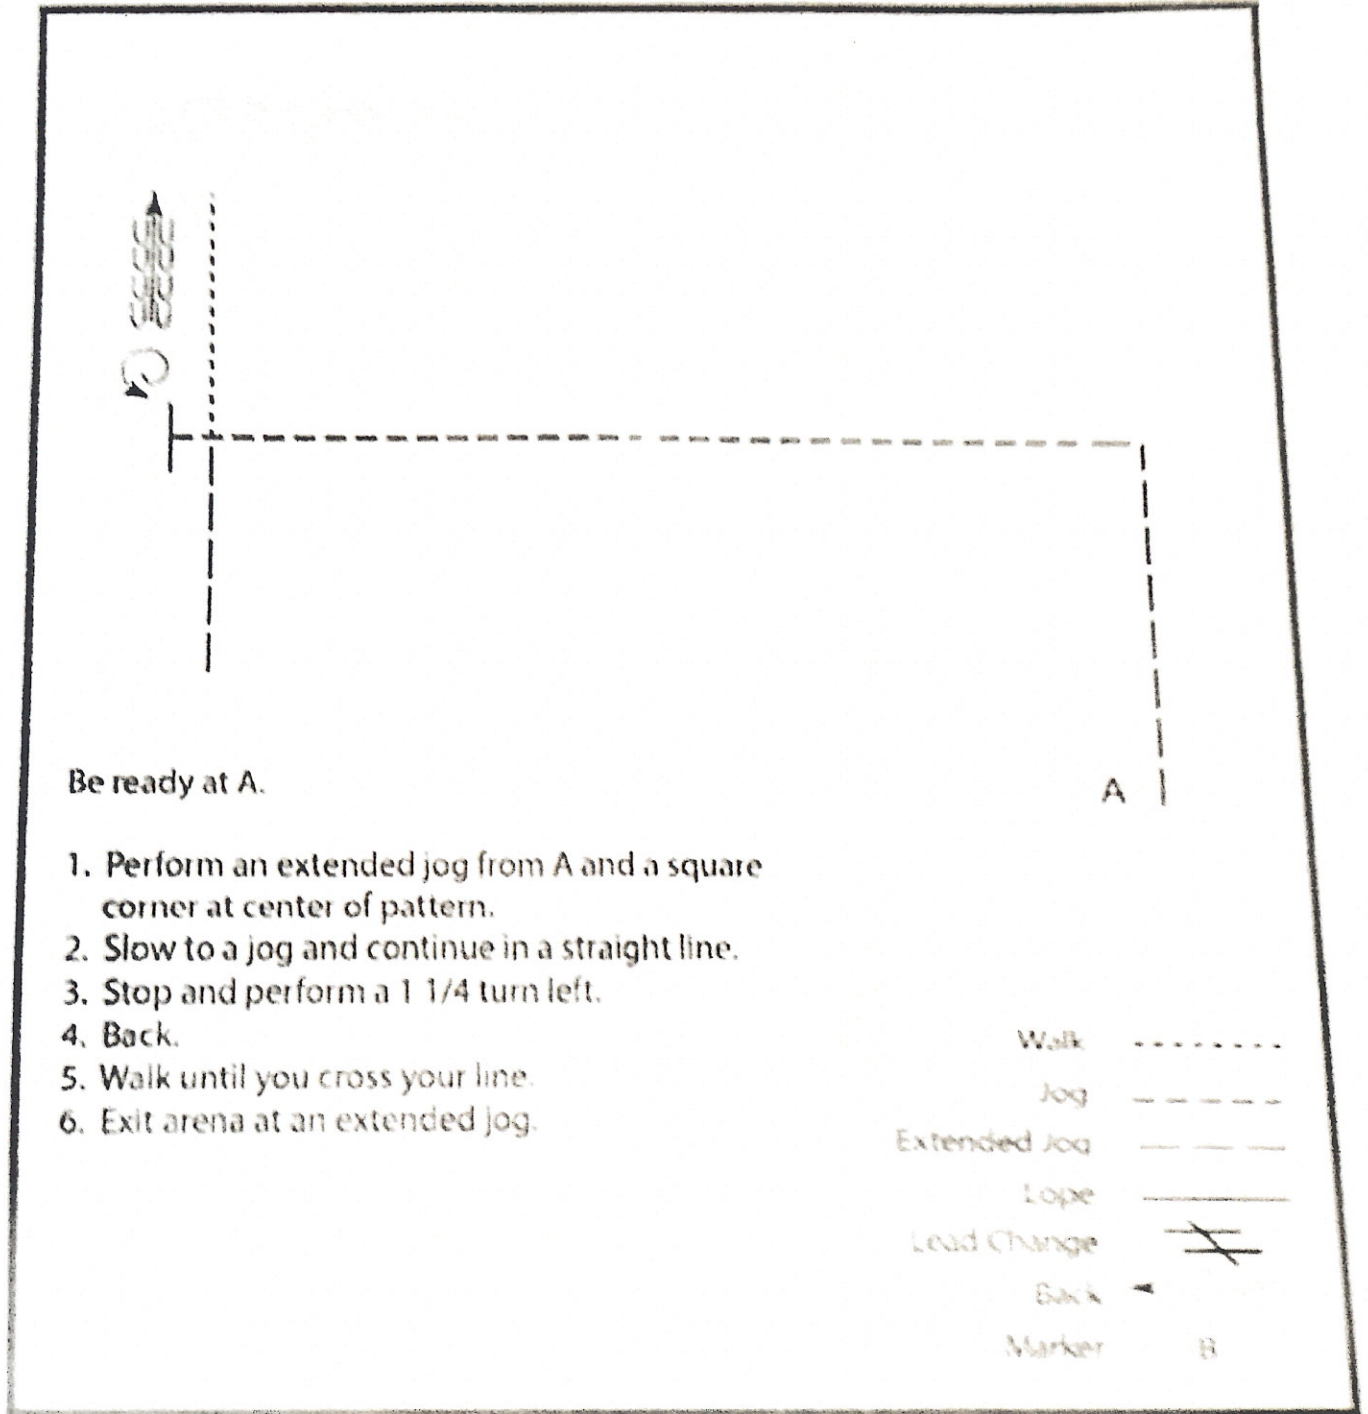 Be ready at A.
A
1. Perform an extended jog from A and a square
corner at center of pattern.
2. Slow to a jog and continue in a straight line.
3. Stop and perform a 1 1/4 turn left.
4. Back.
5. Walk until you cross your line.
6. Exit arena at an extended jog.
Walk
Jog
Extended Jog
Lope
Lead Change
Back
Marker B